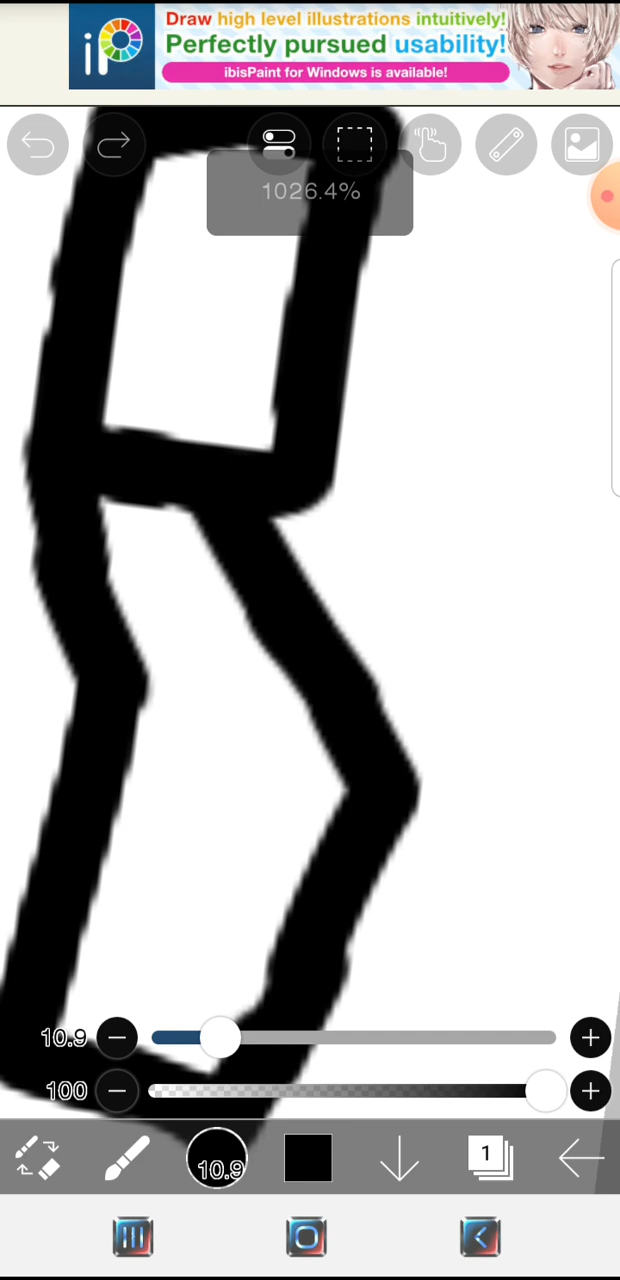 iP
Draw high level illustrations intuitively!
Perfectly pursued usability!
ibisPaint for Windows is available!
1026.4%
10.9
100
10.9
1